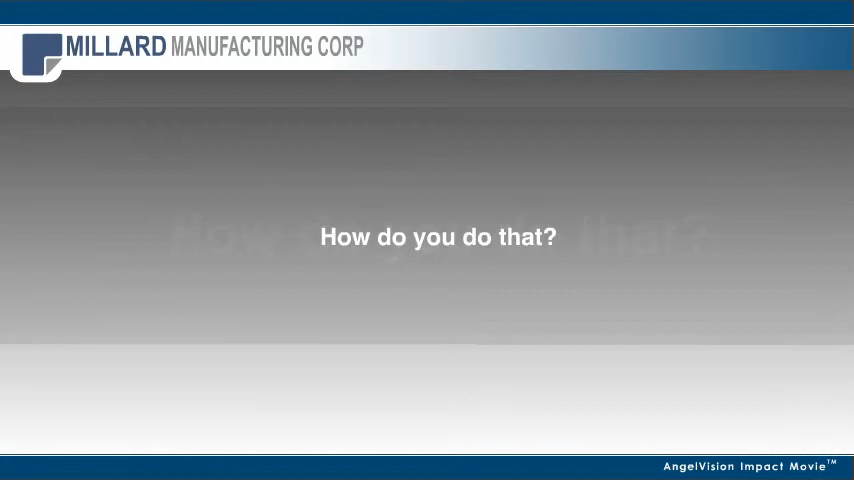 MILLARD MANUFACTURING CORP
How do you do that?
AngelVision Impact Movie™